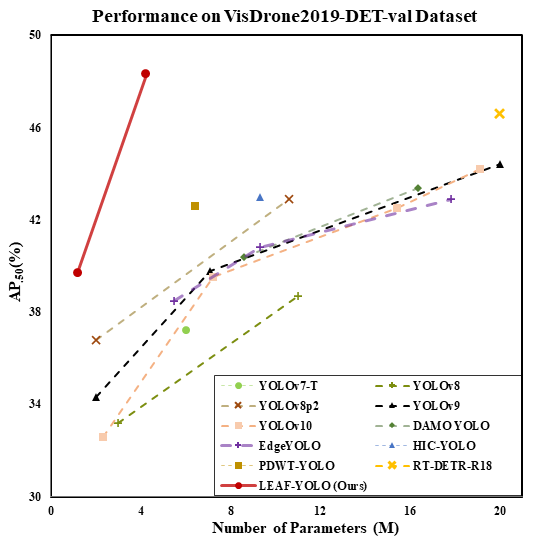 Performance on VisDrone2019-DET-val Dataset
50
46
42
38
34
30
AP.50(%)
YOLOv7-T YOLOv8
YOLOv8p2 YOLOv9
YOLOv10 DAMO YOLO
EdgeYOLO HIC-YOLO
PDWT-YOLO RT-DETR-R18
LEAF-YOLO (Ours)
0 4 8 12 16 20
Number of Parameters (M)